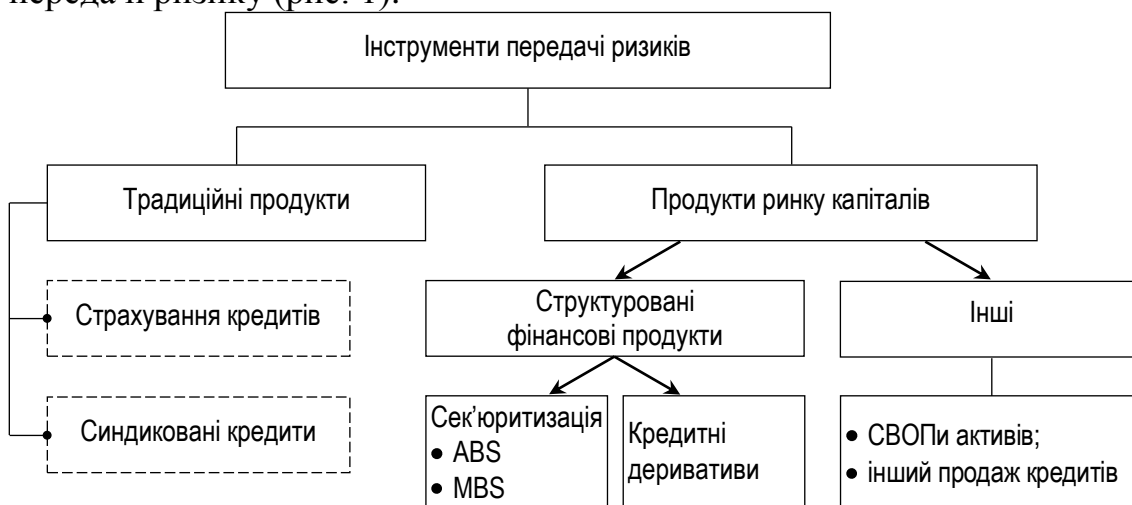 передачі ризику (рис. 1).
Інструменти передачі ризиків
Традиційні продукти
Продукти ринку капіталів
Страхування кредитів
Структуровані
фінансові продукти
Інші
Синдиковані кредити
Сек’юритизація
• ABS
• MBS
Кредитні
деривативи
• СВОПи активів;
• інший продаж кредитів